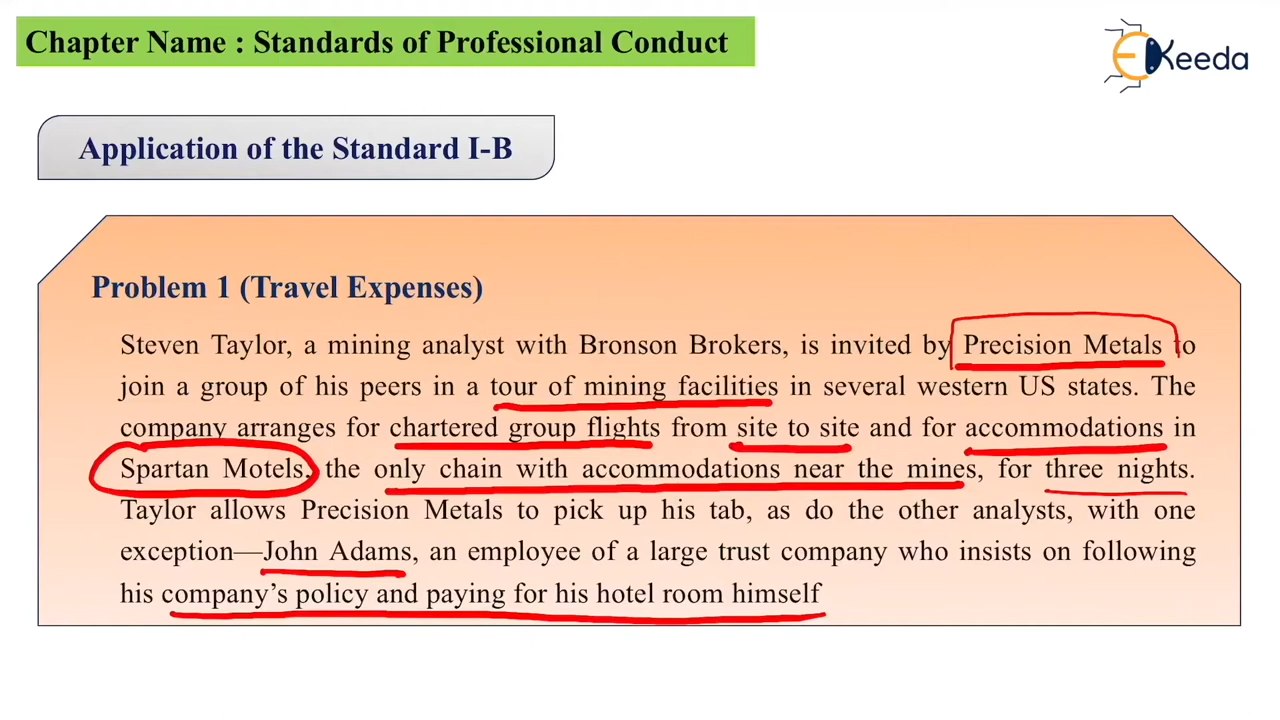 Chapter Name : Standards of Professional Conduct
EKeeda
Application of the Standard I-B
Problem 1 (Travel Expenses)
Steven Taylor, a mining analyst with Bronson Brokers, is invited by Precision Metals to
join a group of his peers in a tour of mining facilities in several western US states. The
company arranges for chartered group flights from site to site and for accommodations in
Spartan Motels, the only chain with accommodations near the mines, for three nights.
Taylor allows Precision Metals to pick up his tab, as do the other analysts, with one
exception—John Adams, an employee of a large trust company who insists on following
his company’s policy and paying for his hotel room himself